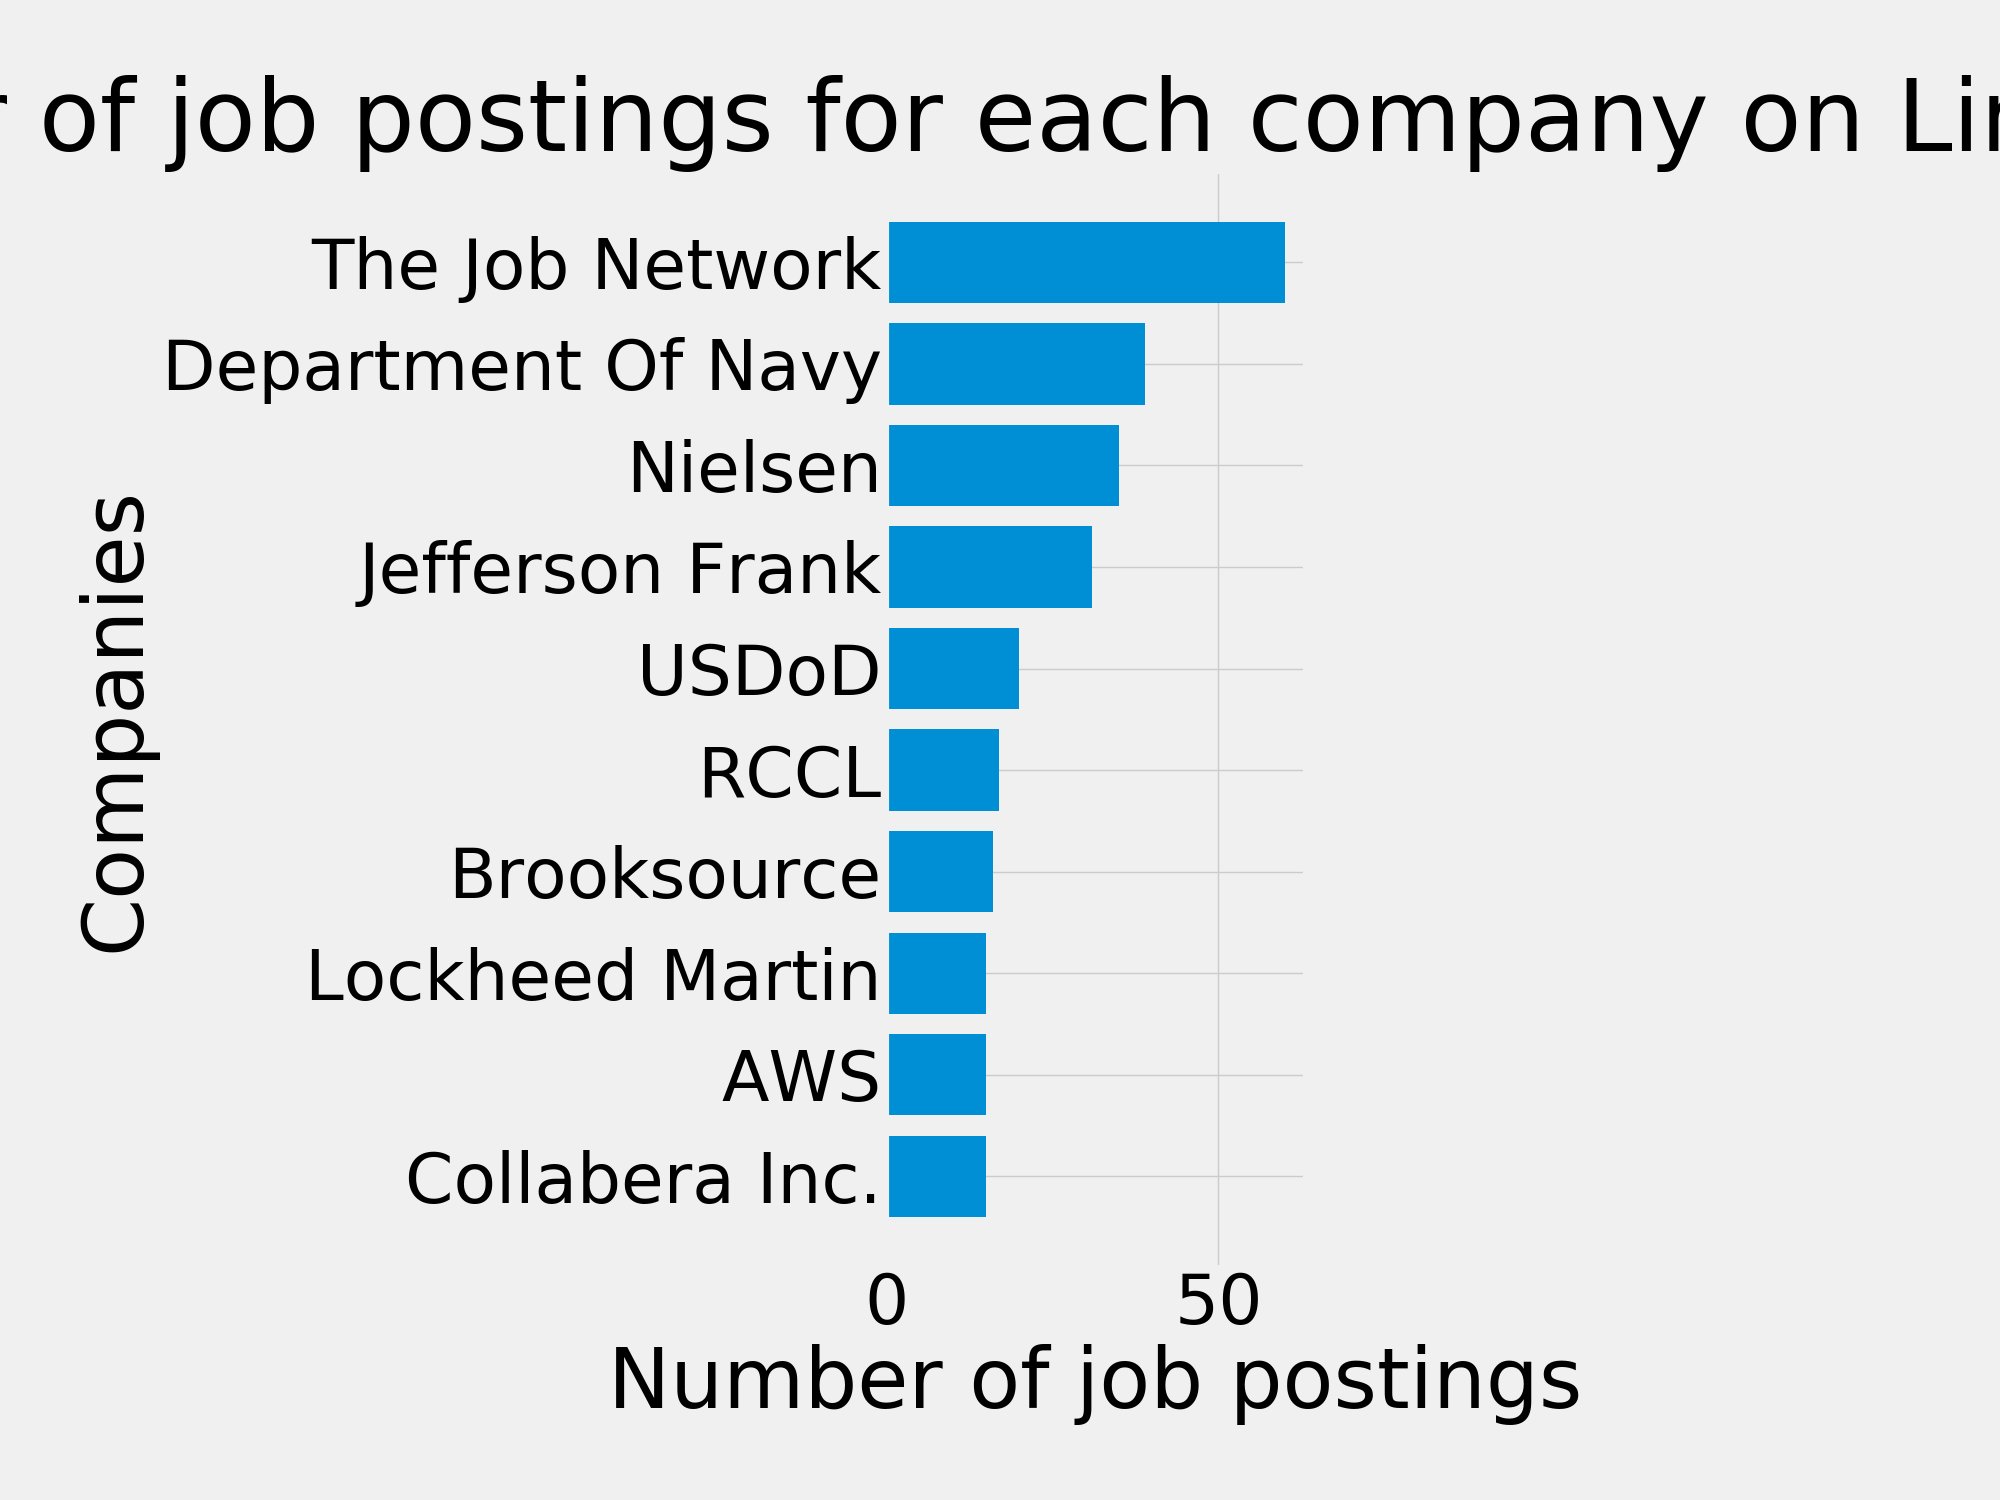 of job postings for each company on
The Job Network
Department Of Navy
Nielsen
Jefferson Frank
USDoD
RCCL
Brooksource
Lockheed Martin
AWS
Collabera Inc.
Companies
0 50
Number of job postings